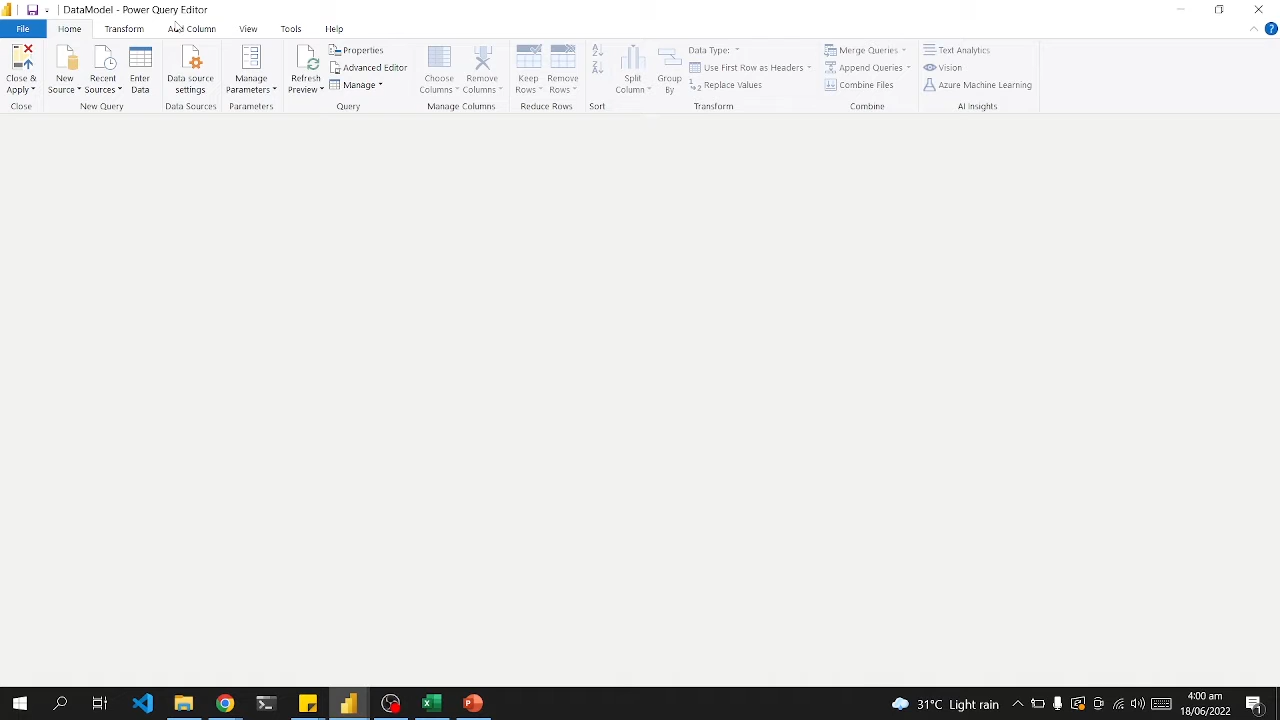 DataModel - Power Query Editor
File Home Transform Add Column View Tools Help
Close & Apply
New Source
Recent Sources
Enter Data
Data source settings
Manage Parameters
Refresh Preview
Properties
Advanced Editor
Manage
Choose Columns
Remove Columns
Keep Rows
Remove Rows
Split Column
Group By
Data Type:
Use First Row as Headers
Replace Values
Merge Queries
Append Queries
Combine Files
Text Analytics
Vision
Azure Machine Learning
Close New Query Data Sources Parameters Query Manage Columns Reduce Rows Sort Transform Combine AI Insights
31°C Light rain
4:00 am
18/06/2022